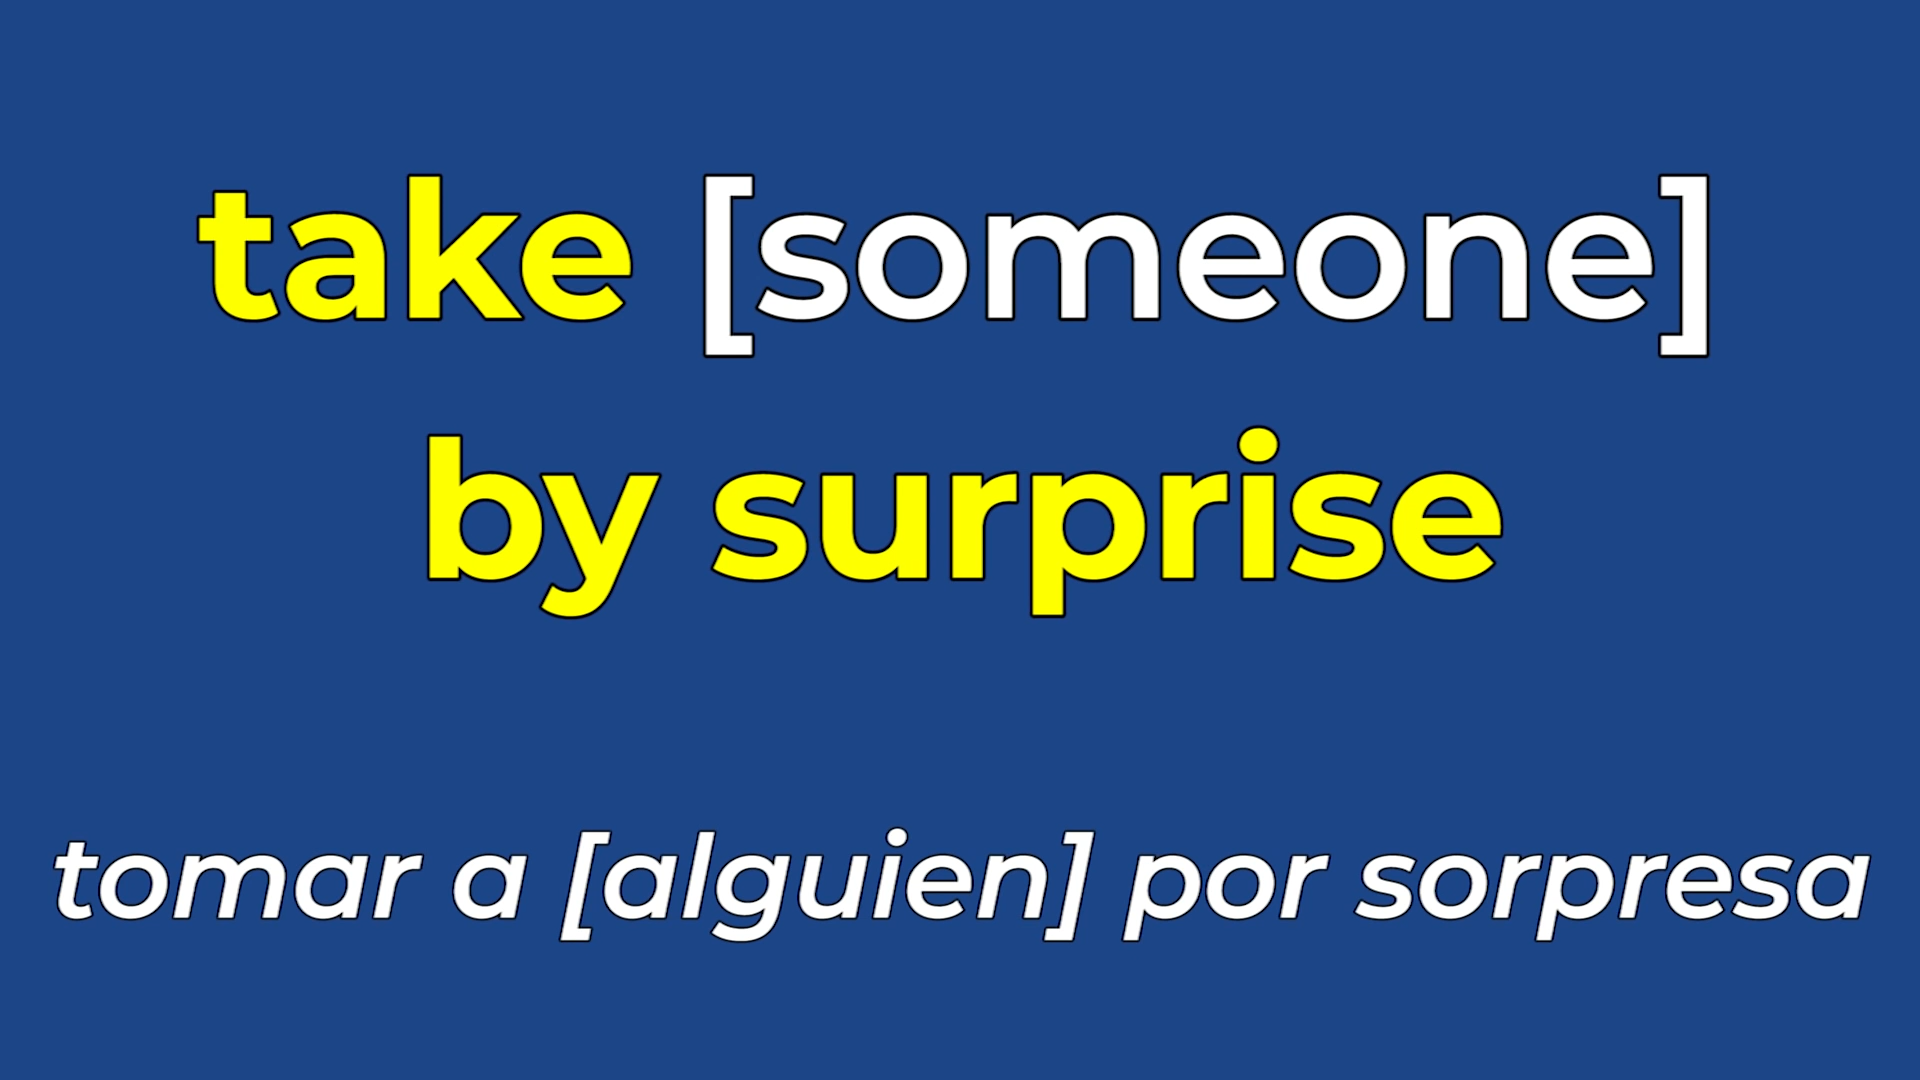 take [someone]
by surprise
tomar a [alguien] por sorpresa